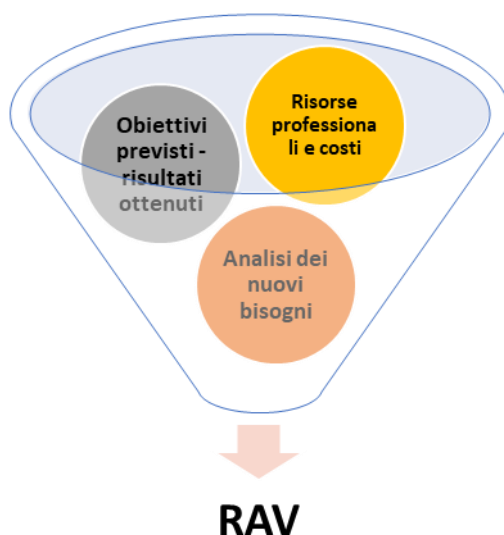 Obiettivi
previsti -
risultati
ottenuti
Risorse
professiona
li e costi
Analisi dei
nuovi
bisogni
RAV